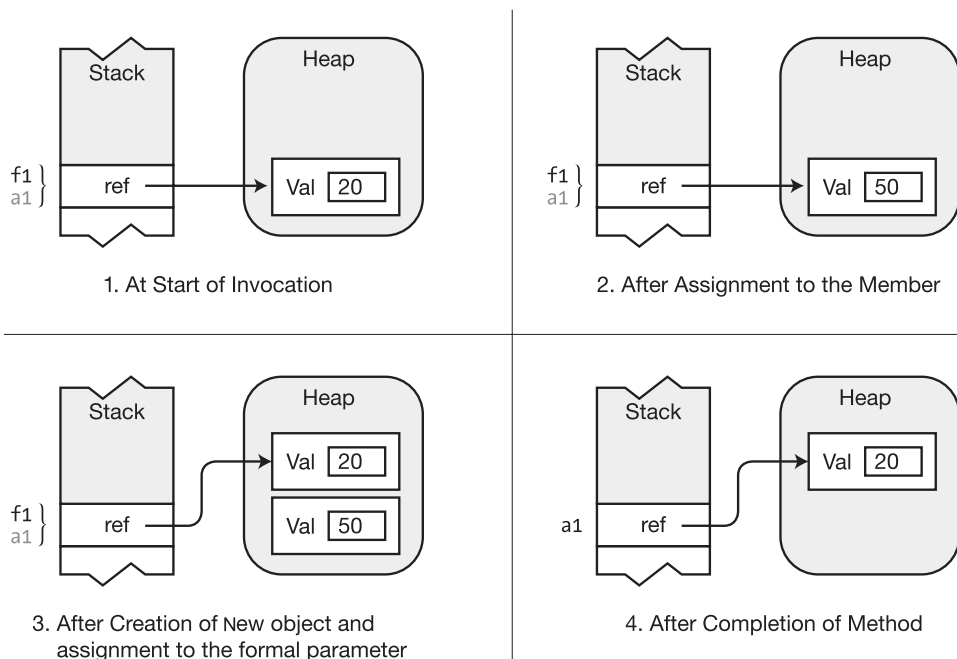 Stack
Heap
f1
a1
ref
Val 20
1. At Start of Invocation
Stack
Heap
f1
a1
ref
Val 50
2. After Assignment to the Member
Stack
Heap
Val 20
f1
a1
ref
Val 50
3. After Creation of New object and
assignment to the formal parameter
Stack
Heap
Val 20
a1
ref
4. After Completion of Method